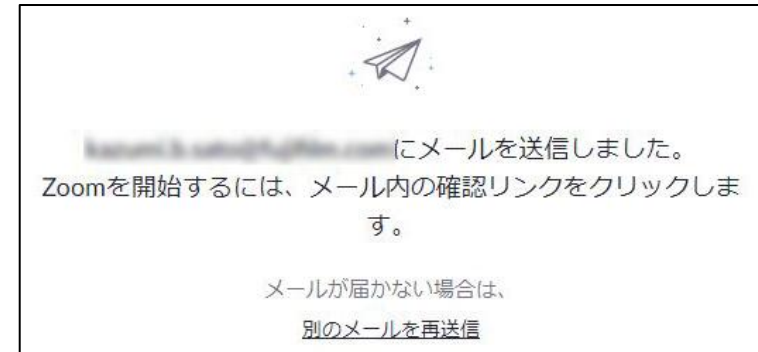 にメールを送信しました。
Zoomを開始するには、メール内の確認リンクをクリックしま
す。
メールが届かない場合は、
別のメールを再送信